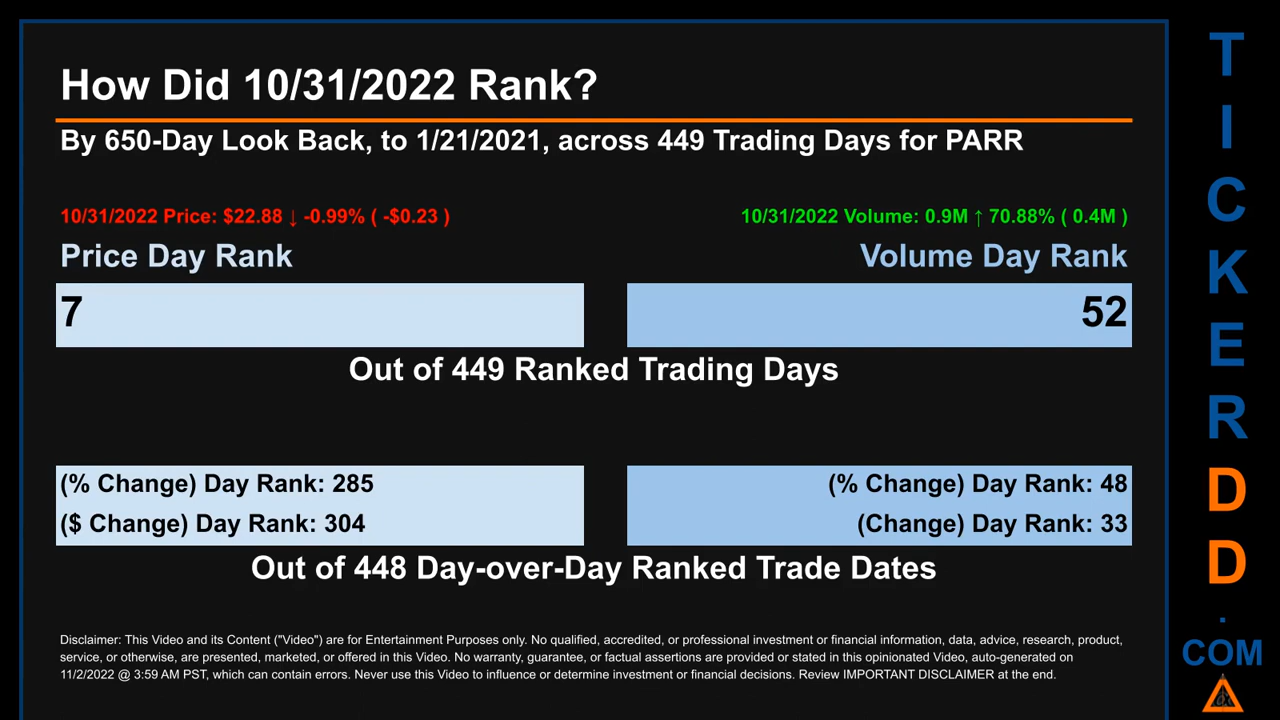 How Did 10/31/2022 Rank?
By 650-Day Look Back, to 1/21/2021, across 449 Trading Days for PARR
10/31/2022 Price: $22.88 ↓ -0.99% ( -$0.23 )
10/31/2022 Volume: 0.9M ↑ 70.88% ( 0.4M )
Price Day Rank
Volume Day Rank
7
52
Out of 449 Ranked Trading Days
(% Change) Day Rank: 285
($ Change) Day Rank: 304
(% Change) Day Rank: 48
(Change) Day Rank: 33
Out of 448 Day-over-Day Ranked Trade Dates
Disclaimer: This Video and its Content ("Video") are for Entertainment Purposes only. No qualified, accredited, or professional investment or financial information, data, advice, research, product,
service, or otherwise, are presented, marketed, or offered in this Video. No warranty, guarantee, or factual assertions are provided or stated in this opinionated Video, auto-generated on
11/2/2022 @ 3:59 AM PST, which can contain errors. Never use this Video to influence or determine investment or financial decisions. Review IMPORTANT DISCLAIMER at the end.
T
I
C
K
E
R
D
D
.
COM